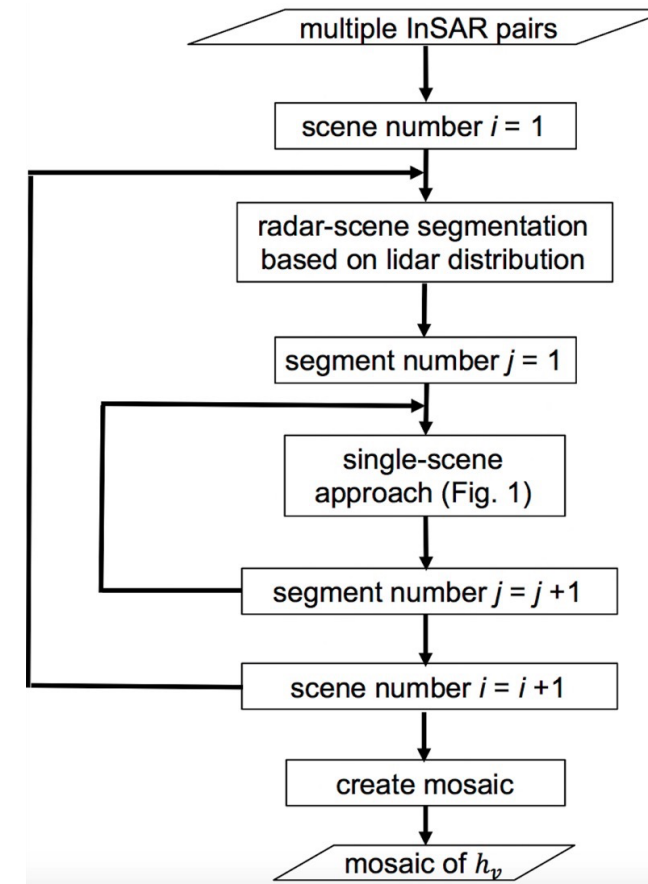 multiple InSAR pairs
scene number i = 1
radar-scene segmentation
based on lidar distribution
segment number j = 1
single-scene
approach (Fig. 1)
segment number j = j +1
scene number i = i +1
create mosaic
mosaic of hᵥ